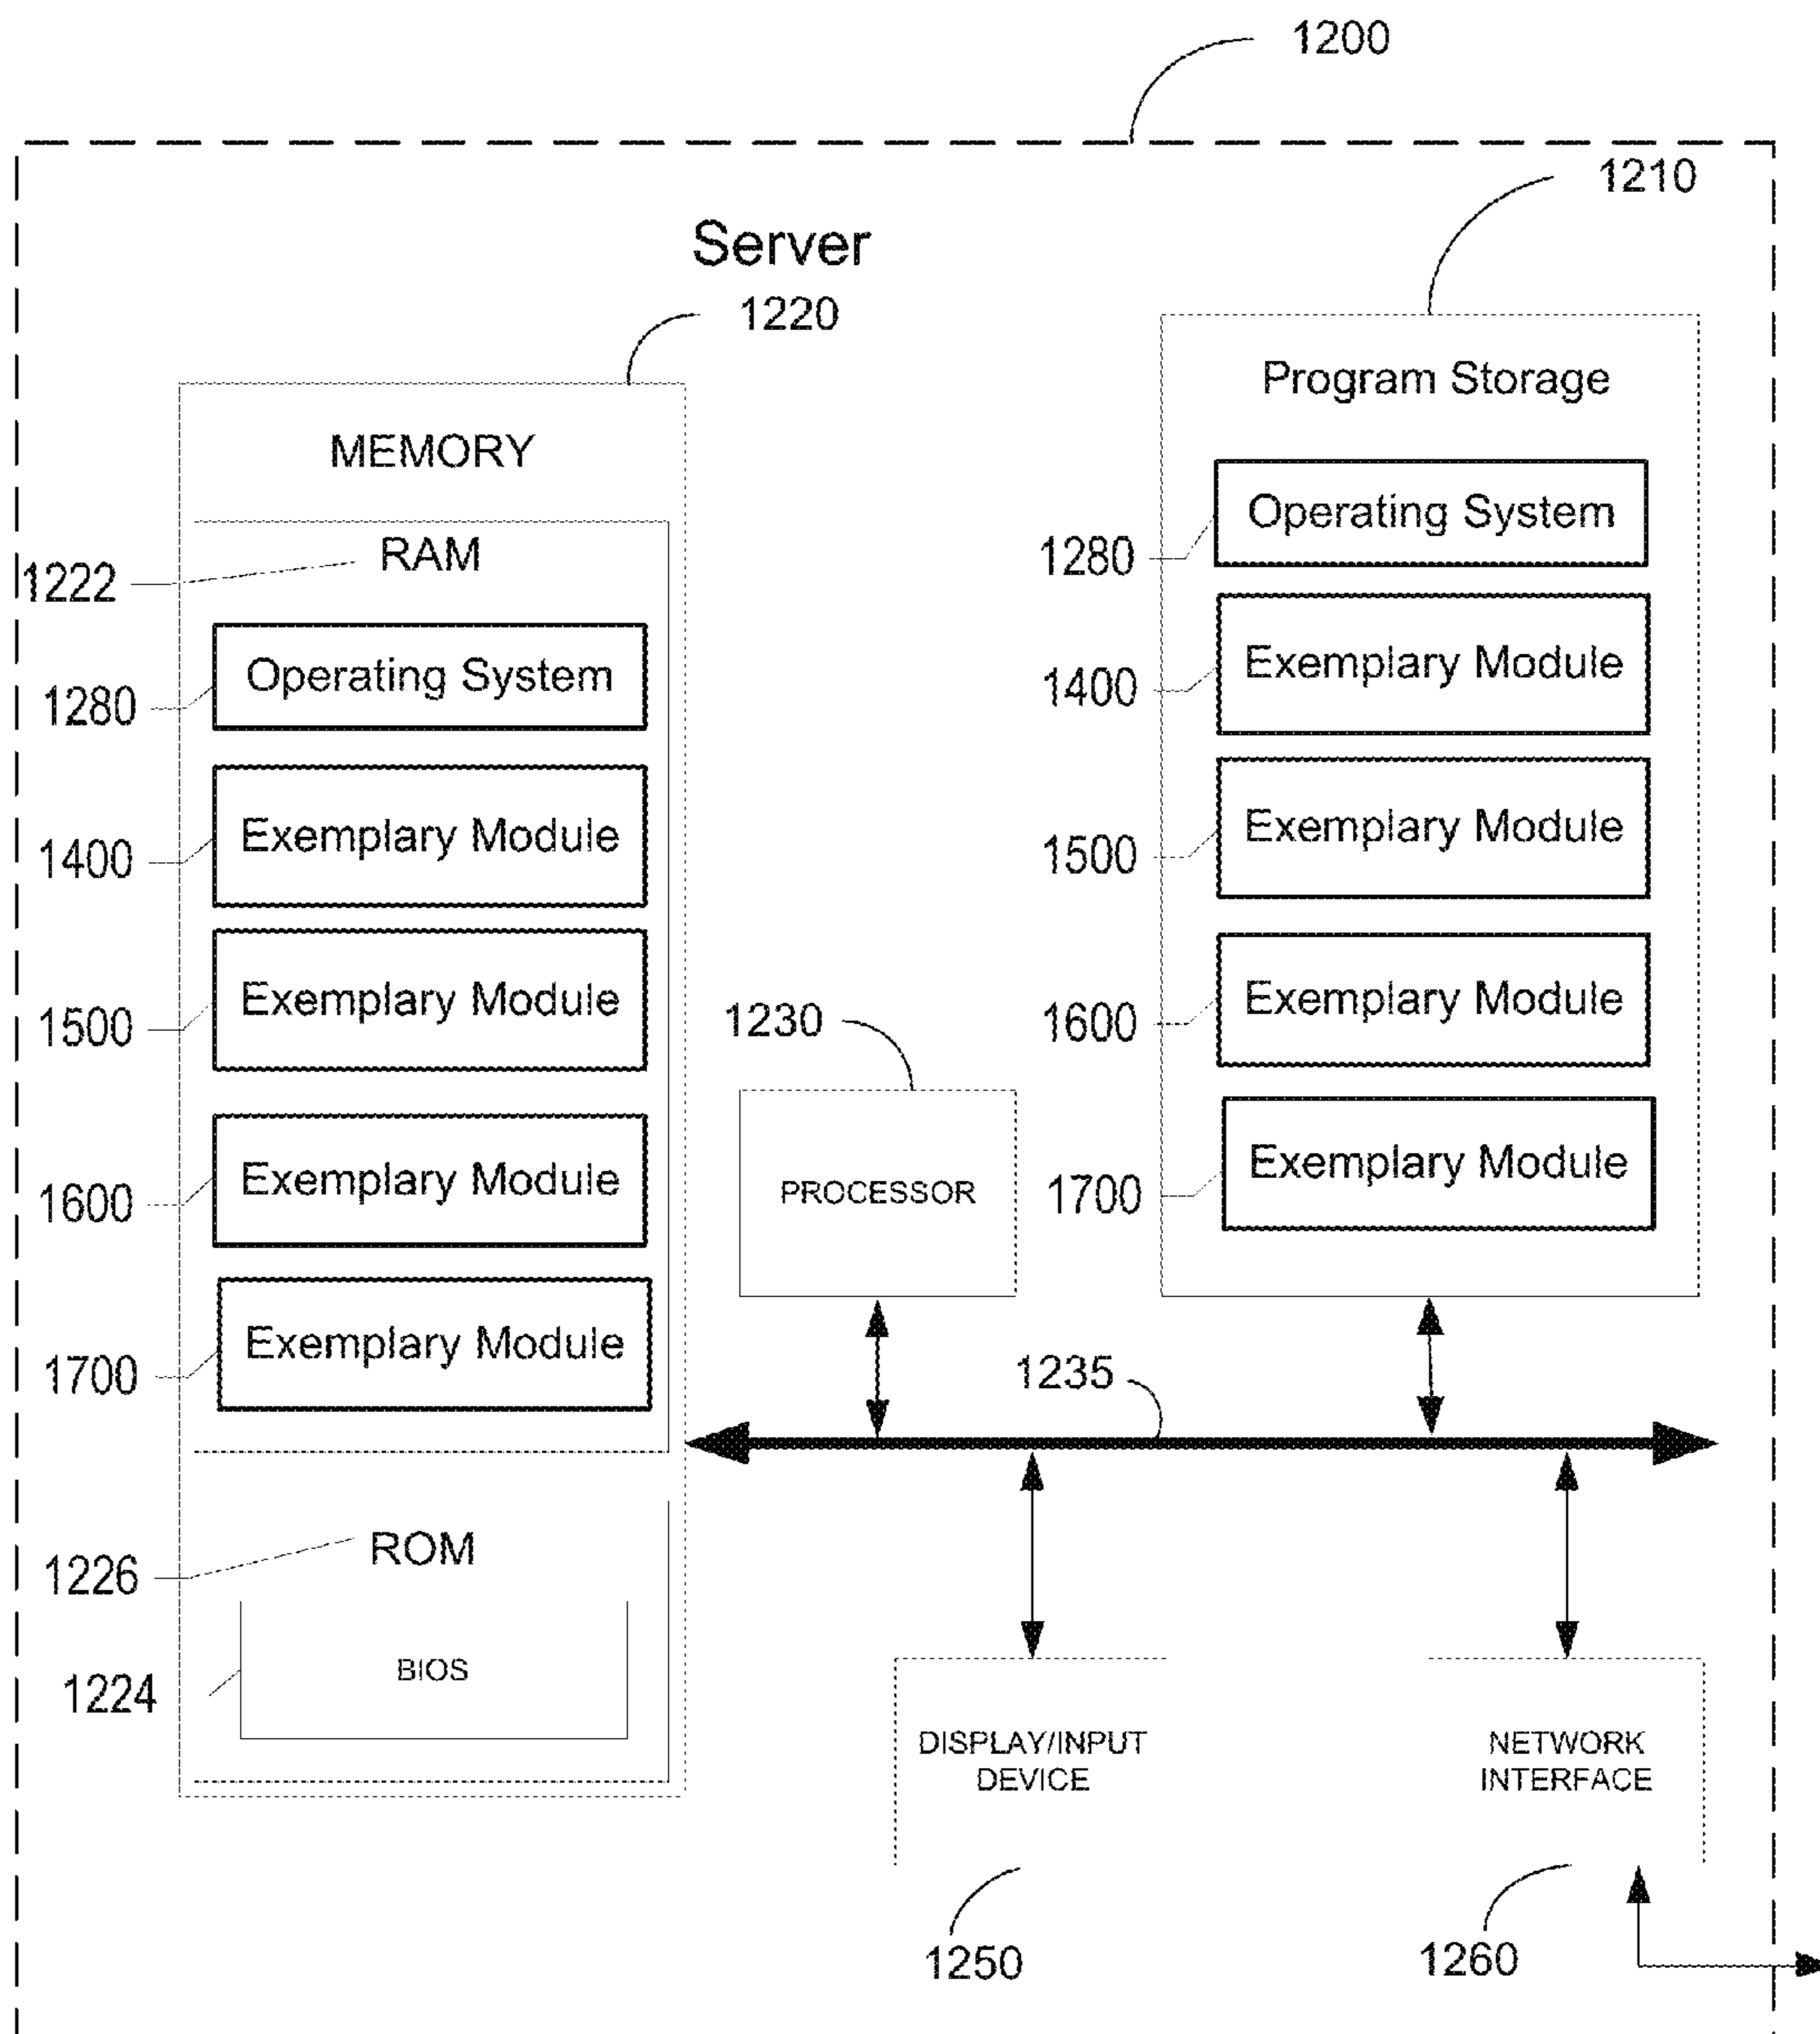 1200
1210
Server
1220
Program Storage
MEMORY
Operating System
RAM
1280
1222
Exemplary Module
Operating System
1400
1280
Exemplary Module
Exemplary Module
1500
1400
Exemplary Module
Exemplary Module
1600
1500
1230
Exemplary Module
Exemplary Module
PROCESSOR
1700
1600
Exemplary Module
1235
1700
ROM
1226
BIOS
1224
DISPLAY/INPUT
DEVICE
NETWORK
INTERFACE
1250
1260